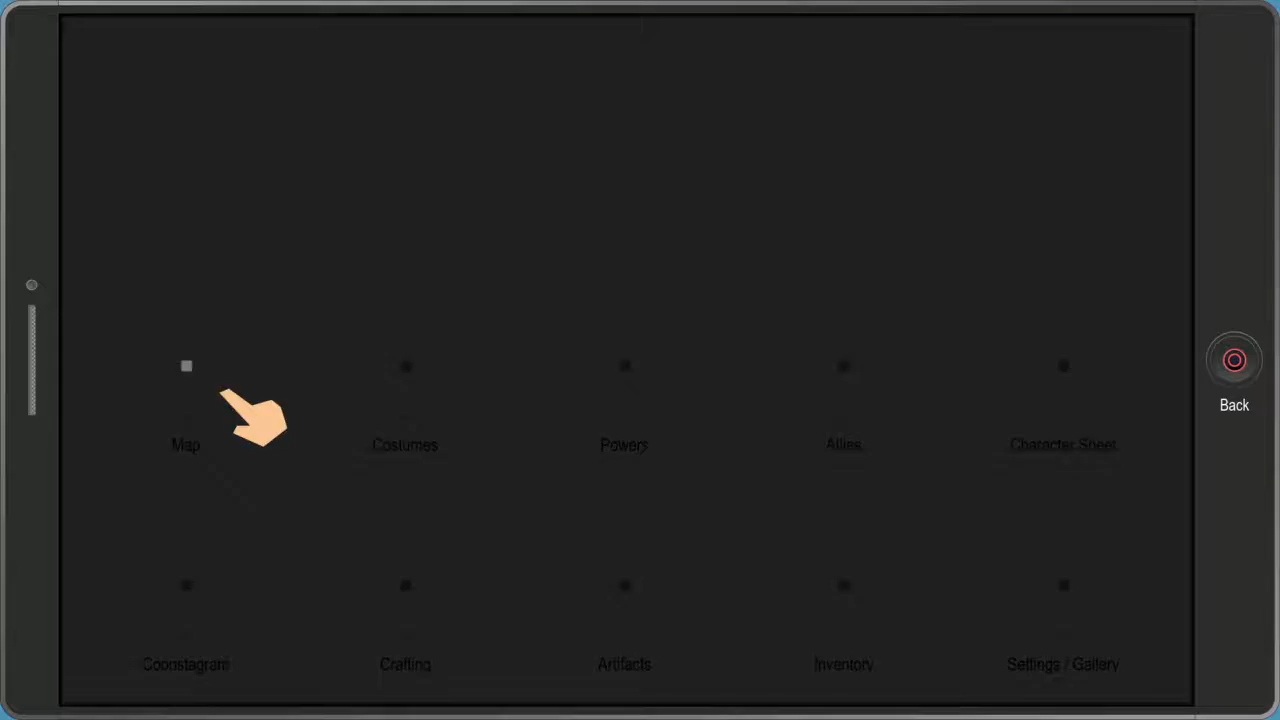 Back
Map
Costumes
Powers
Allies
Character Sheet
Coonstagram
Crafting
Artifacts
Inventory
Settings / Gallery